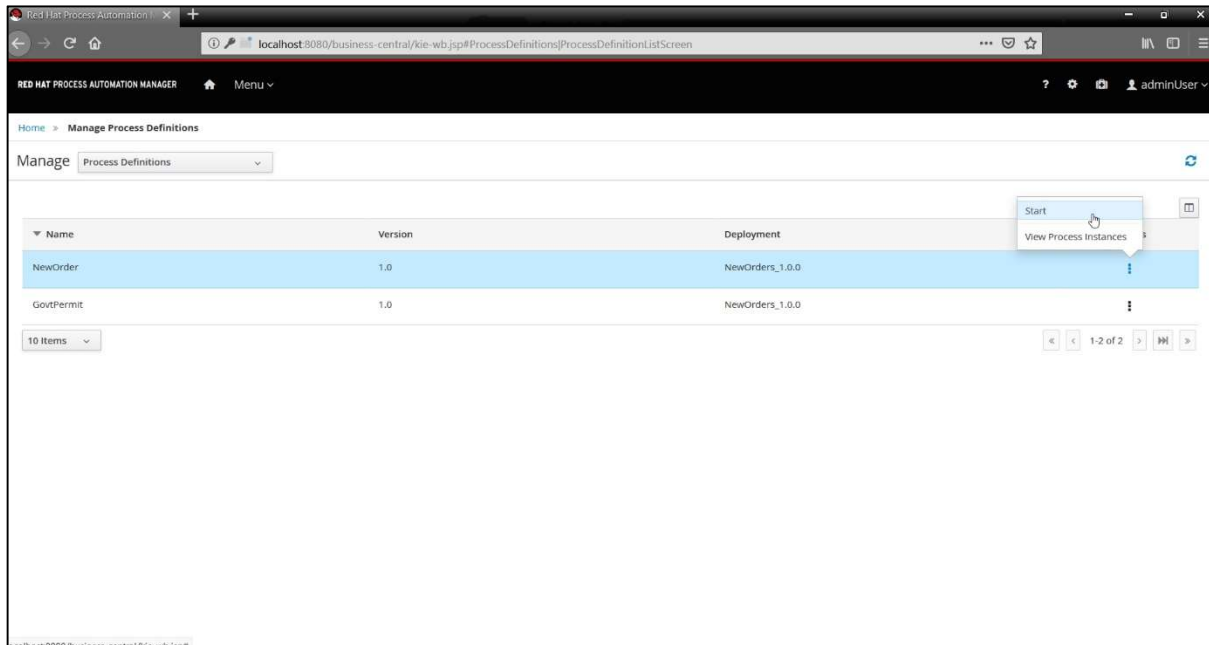 Red Hat Process Automation
localhost:8080/business-central/kie-wb.jsp#ProcessDefinitions|ProcessDefinitionListScreen
RED HAT PROCESS AUTOMATION MANAGER Menu ? adminUser
Home » Manage Process Definitions
Manage Process Definitions
Start
View Process Instances
Name Version Deployment
NewOrder 1.0 NewOrders_1.0.0
GovtPermit 1.0 NewOrders_1.0.0
10 Items 1-2 of 2